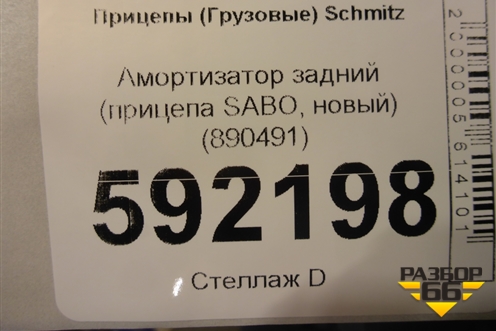 Прицепы (Грузовые) Schmitz
Амортизатор задний
(прицепа SABO, новый)
(890491)
592198
Стеллаж D
2000005614101
РАЗБОР
66